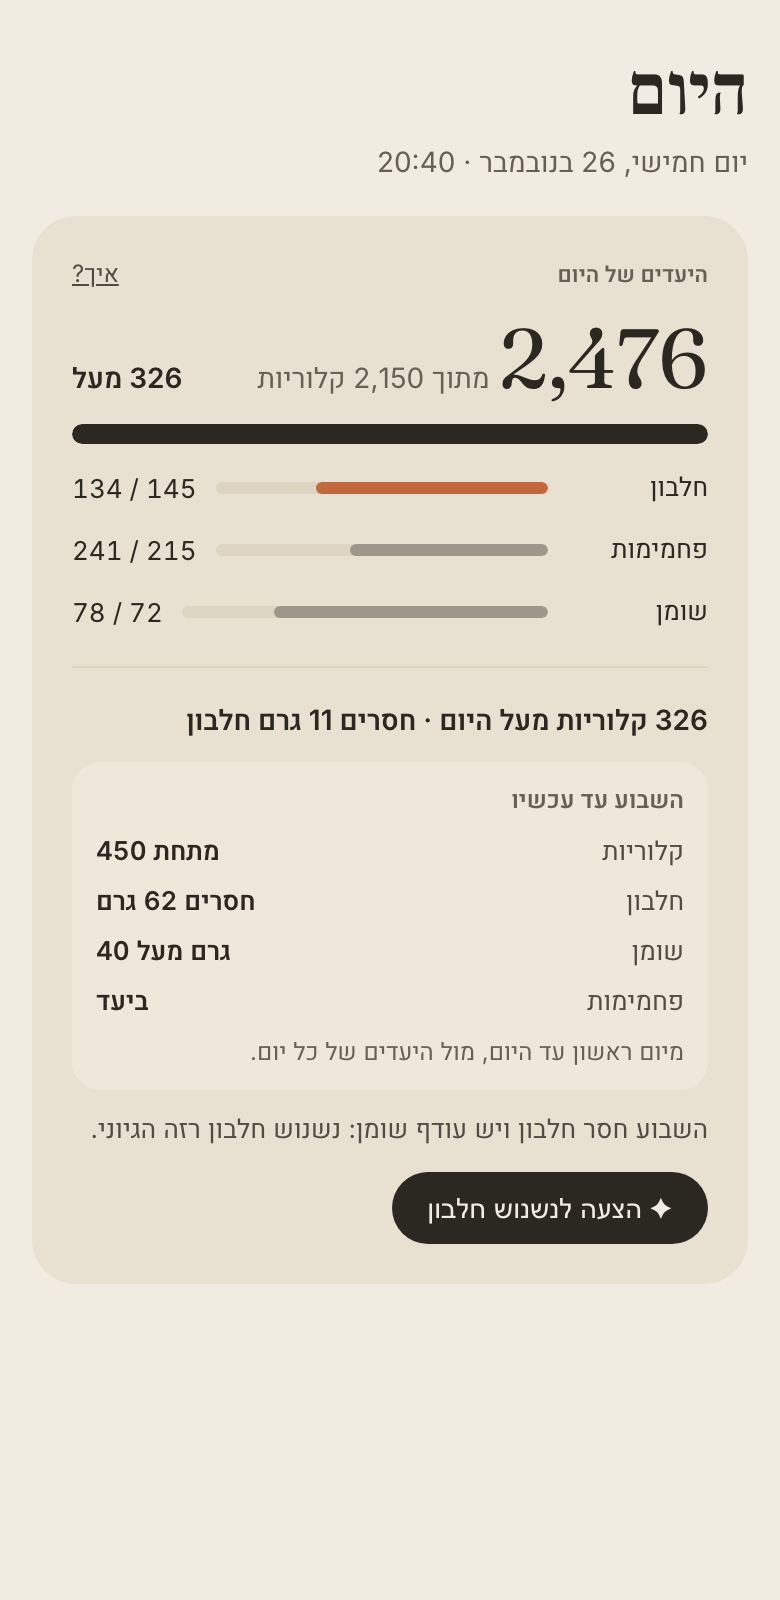 היום
יום חמישי, 26 בנובמבר · 20:40
היעדים של היום
איך?
2,476 מתוך 2,150 קלוריות
326 מעל
חלבון 134 / 145
פחמימות 241 / 215
שומן 78 / 72
326 קלוריות מעל היום · חסרים 11 גרם חלבון
השבוע עד עכשיו
קלוריות מתחת 450
חלבון חסרים 62 גרם
שומן גרם מעל 40
פחמימות ביעד
מיום ראשון עד היום, מול היעדים של כל יום.
השבוע חסר חלבון ויש עודף שומן: נשנוש חלבון רזה הגיוני.
✦ הצעה לנשנוש חלבון